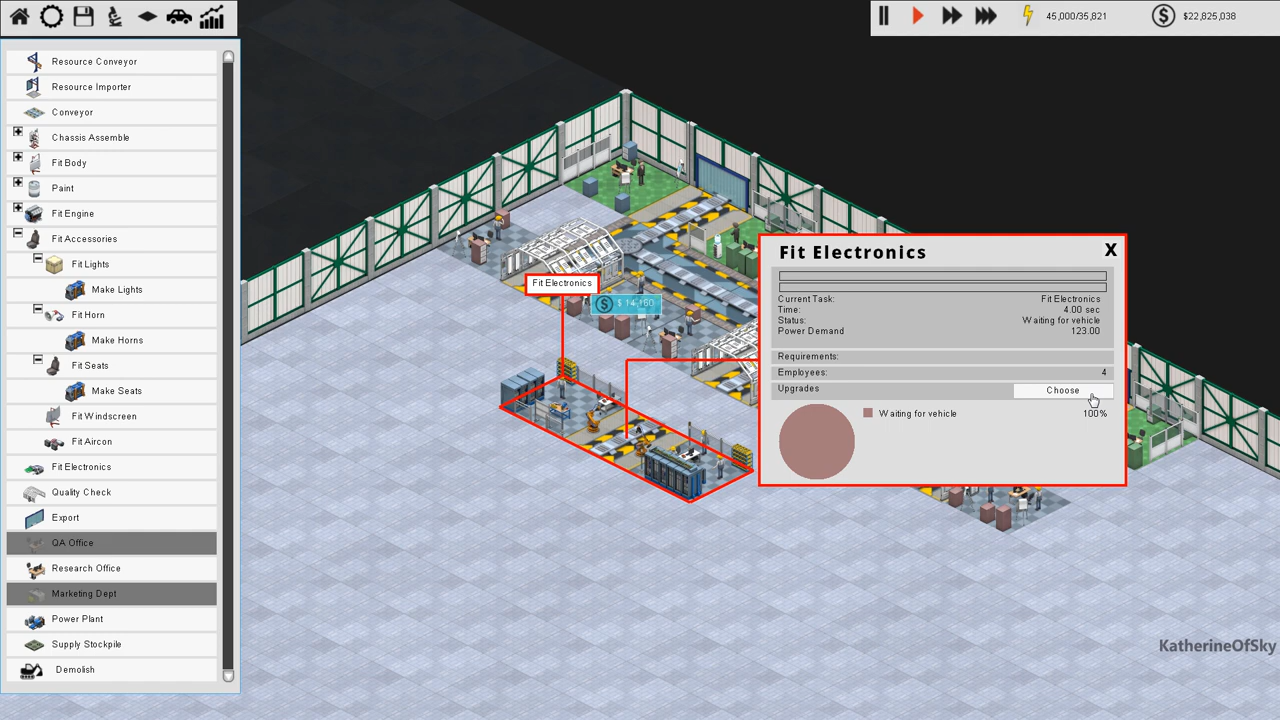 45,000/35,821
$22,825,038
Resource Conveyor
Resource Importer
Conveyor
Chassis Assemble
Fit Body
Paint
Fit Engine
Fit Accessories
Fit Lights
Make Lights
Fit Horn
Make Horns
Fit Seats
Make Seats
Fit Windscreen
Fit Aircon
Fit Electronics
Quality Check
Export
QA Office
Research Office
Marketing Dept
Power Plant
Supply Stockpile
Demolish
Fit Electronics
$ 14,160
Fit Electronics X
Current Task: Fit Electronics
Time: 4.00 sec
Status: Waiting for vehicle
Power Demand 123.00
Requirements:
Employees: 4
Upgrades Choose
Waiting for vehicle 100%
KatherineOfSky